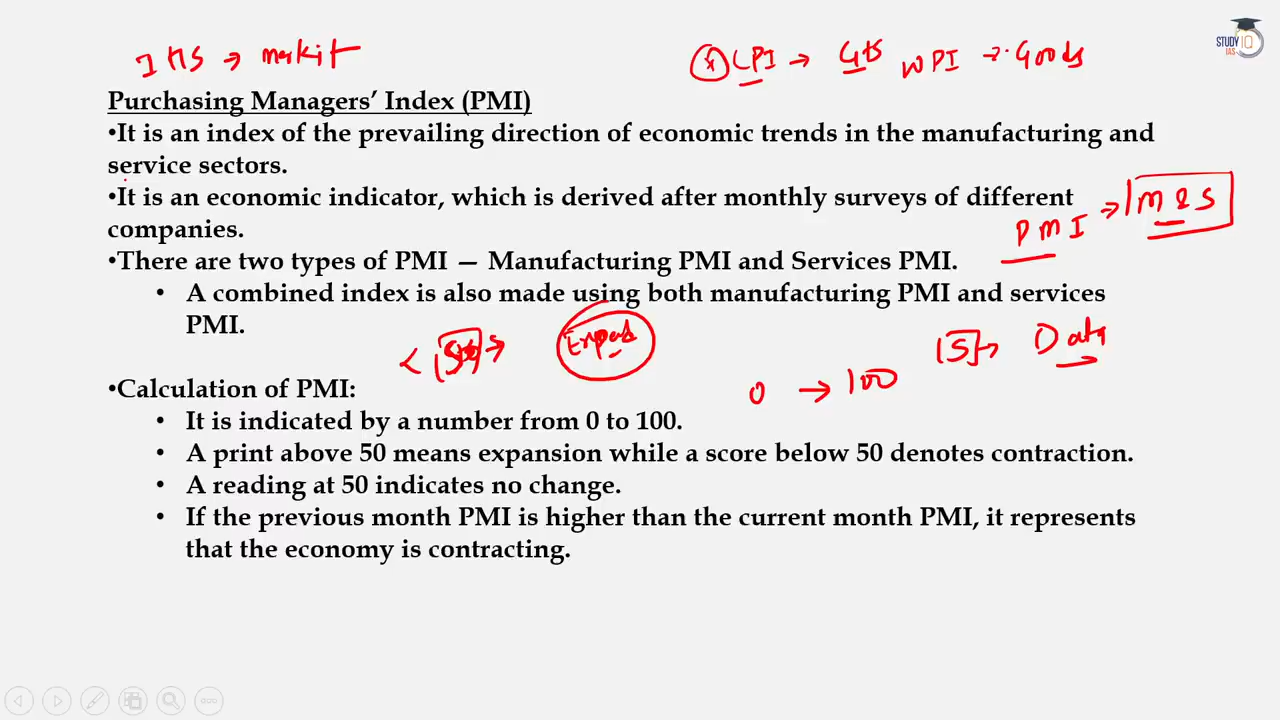 IHS → markit
CPI → G&S WPI → Goods
STUDY IQ
IAS
Purchasing Managers’ Index (PMI)
•It is an index of the prevailing direction of economic trends in the manufacturing and
service sectors.
•It is an economic indicator, which is derived after monthly surveys of different
companies.
PMI → M & S
•There are two types of PMI — Manufacturing PMI and Services PMI.
• A combined index is also made using both manufacturing PMI and services
PMI.
→ Data
0 → 100
•Calculation of PMI:
• It is indicated by a number from 0 to 100.
• A print above 50 means expansion while a score below 50 denotes contraction.
• A reading at 50 indicates no change.
• If the previous month PMI is higher than the current month PMI, it represents
that the economy is contracting.